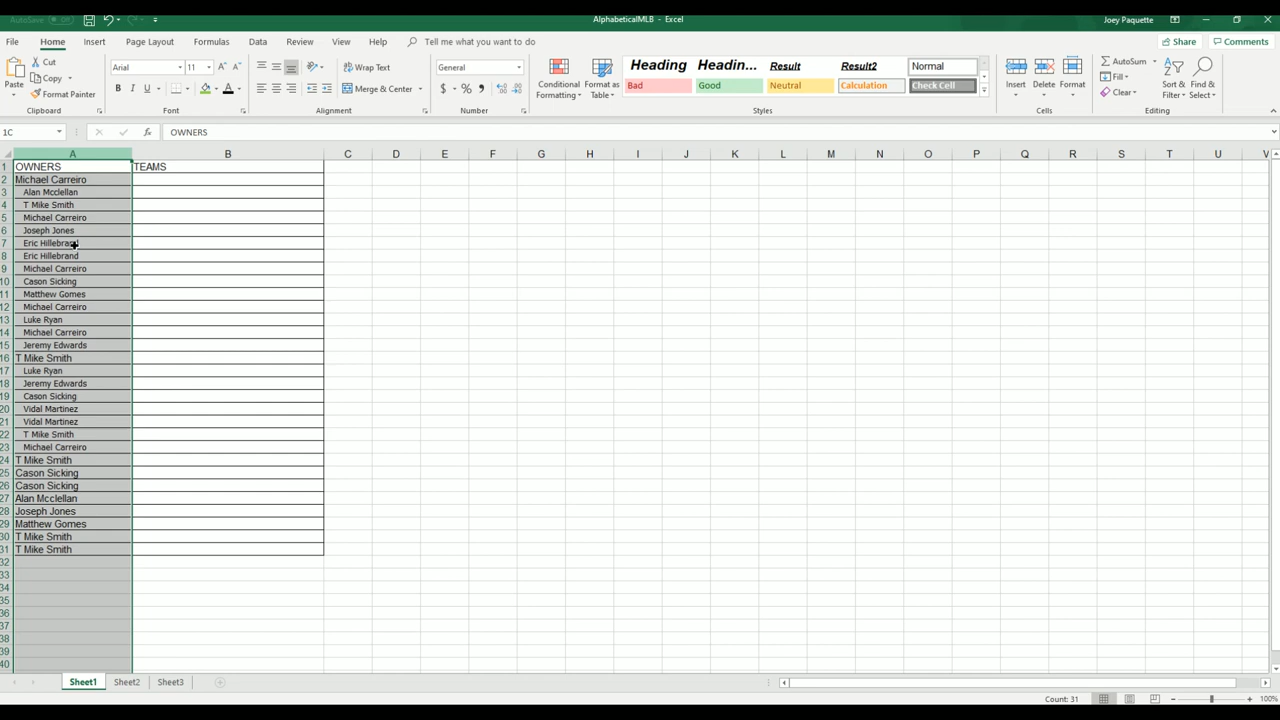 AutoSave Off AlphabeticalMLB - Excel Joey Paquette
File Home Insert Page Layout Formulas Data Review View Help Tell me what you want to do Share Comments
Paste Cut Copy Format Painter Clipboard
Arial 11 A A B I U A Font
Wrap Text Merge & Center Alignment
General $ % Number
Conditional Formatting Format as Table
Heading Headin... Result Result2 Normal
Bad Good Neutral Calculation Check Cell
Styles
Insert Delete Format Cells
AutoSum Fill Clear Sort & Filter Find & Select Editing
1C fx OWNERS
A B C D E F G H I J K L M N O P Q R S T U V
1 OWNERS TEAMS
2 Michael Carreiro
3 Alan Mcclellan
4 T Mike Smith
5 Michael Carreiro
6 Joseph Jones
7 Eric Hillebrand
8 Eric Hillebrand
9 Michael Carreiro
10 Cason Sicking
11 Matthew Gomes
12 Michael Carreiro
13 Luke Ryan
14 Michael Carreiro
15 Jeremy Edwards
16 T Mike Smith
17 Luke Ryan
18 Jeremy Edwards
19 Cason Sicking
20 Vidal Martinez
21 Vidal Martinez
22 T Mike Smith
23 Michael Carreiro
24 T Mike Smith
25 Cason Sicking
26 Cason Sicking
27 Alan Mcclellan
28 Joseph Jones
29 Matthew Gomes
30 T Mike Smith
31 T Mike Smith
32
33
34
35
36
37
38
39
40
Sheet1 Sheet2 Sheet3
Count: 31 100%